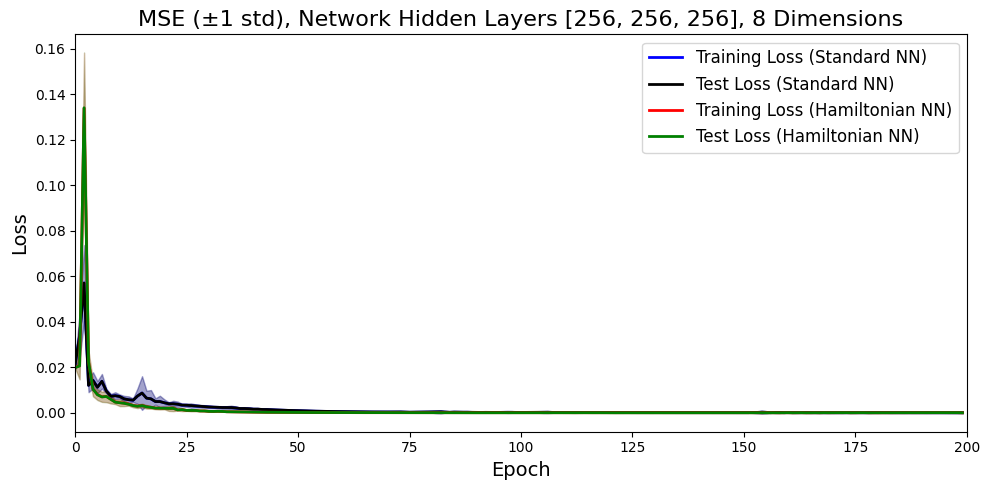 MSE (±1 std), Network Hidden Layers [256, 256, 256], 8 Dimensions
Training Loss (Standard NN)
Test Loss (Standard NN)
Training Loss (Hamiltonian NN)
Test Loss (Hamiltonian NN)
Loss
0.16
0.14
0.12
0.10
0.08
0.06
0.04
0.02
0.00
0 25 50 75 100 125 150 175 200
Epoch